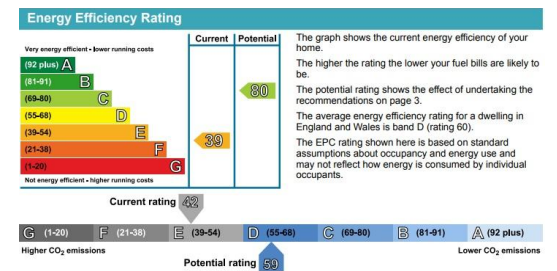 Energy Efficiency Rating
Current Potential
Very energy efficient - lower running costs
(92 plus) A
(81-91) B
(69-80) C
(55-68) D
(39-54) E
(21-38) F
(1-20) G
Not energy efficient - higher running costs
39
80
The graph shows the current energy efficiency of your
home.
The higher the rating the lower your fuel bills are likely to
be.
The potential rating shows the effect of undertaking the
recommendations on page 3.
The average energy efficiency rating for a dwelling in
England and Wales is band D (rating 60).
The EPC rating shown here is based on standard
assumptions about occupancy and energy use and
may not reflect how energy is consumed by individual
occupants.
Current rating 42
G (1-20) F (21-38) E (39-54) D (55-68) C (69-80) B (81-91) A (92 plus)
Higher CO₂ emissions Lower CO₂ emissions
Potential rating 59